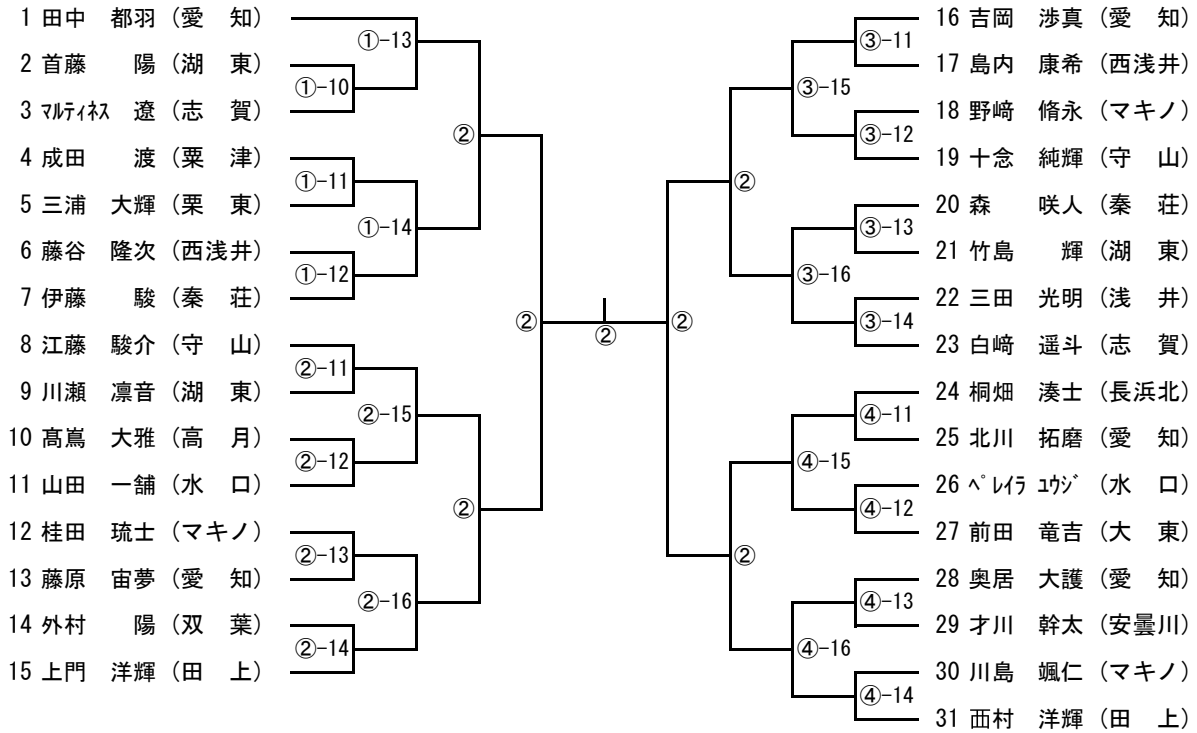 1 田中　都羽（愛　知）
①-13
2 首藤　　陽（湖　東）
①-10
3 ﾏﾙﾃｨﾈｽ　遼（志　賀）
②
4 成田　　渡（粟　津）
①-11
5 三浦　大輝（栗　東）
①-14
6 藤谷　隆次（西浅井）
①-12
7 伊藤　　駿（秦　荘）
②
8 江藤　駿介（守　山）
②-11
9 川瀬　凛音（湖　東）
②-15
10 髙嶌　大雅（高　月）
②-12
11 山田　一舗（水　口）
②
12 桂田　琉士（マキノ）
②-13
13 藤原　宙夢（愛　知）
②-16
14 外村　　陽（双　葉）
②-14
15 上門　洋輝（田　上）
②
16 吉岡　渉真（愛　知）
③-11
17 島内　康希（西浅井）
③-15
18 野﨑　脩永（マキノ）
③-12
19 十念　純輝（守　山）
②
20 森　　咲人（秦　荘）
③-13
21 竹島　　輝（湖　東）
③-16
22 三田　光明（浅　井）
③-14
23 白﨑　遥斗（志　賀）
②
24 桐畑　湊士（長浜北）
④-11
25 北川　拓磨（愛　知）
④-15
26 ﾍﾟﾚｲﾗ　ﾕｳｼﾞ（水　口）
④-12
27 前田　竜吉（大　東）
②
28 奥居　大護（愛　知）
④-13
29 才川　幹太（安曇川）
④-16
30 川島　颯仁（マキノ）
④-14
31 西村　洋輝（田　上）